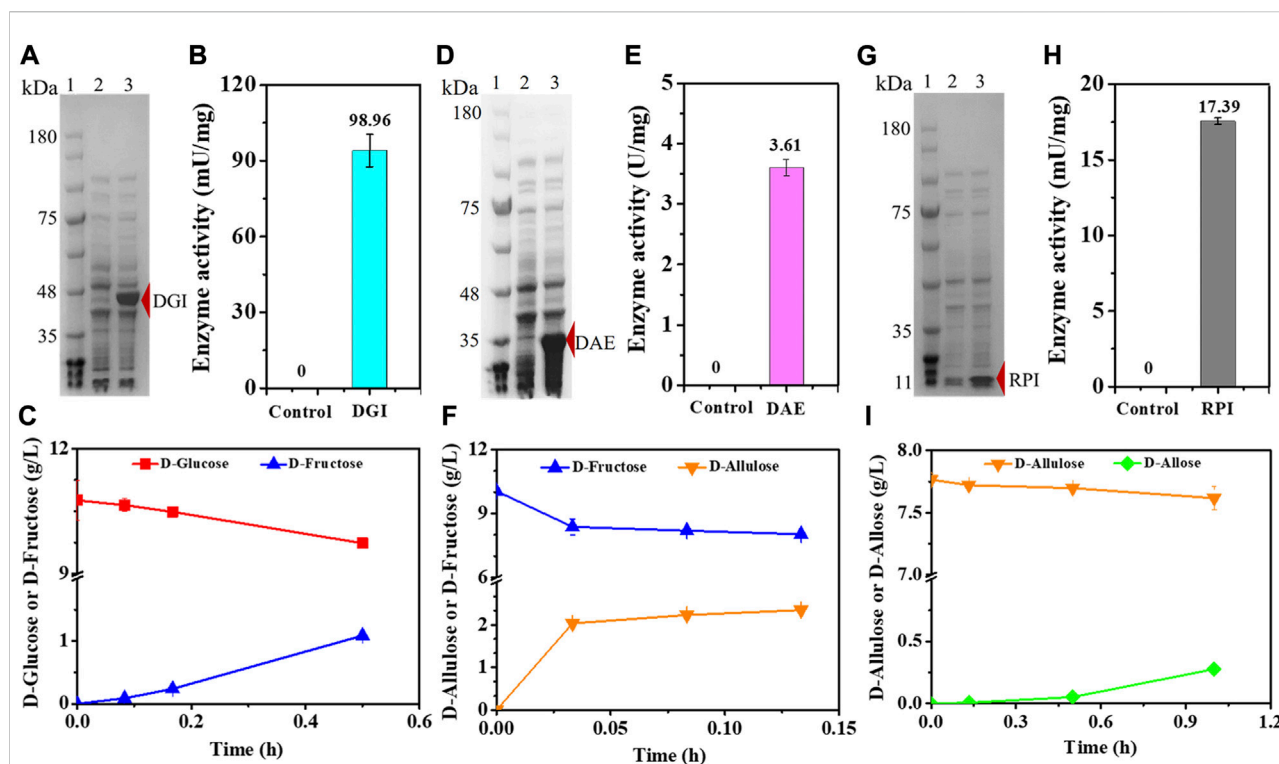 A
B
D
E
G
H
kDa
1 2 3
180
75
48
35
DGI
Enzyme activity (mU/mg)
120
90
60
30
0
98.96
0
Control DGI
kDa
1 2 3
180
75
48
35
DAE
Enzyme activity (U/mg)
5
4
3
2
1
0
3.61
0
Control DAE
kDa
1 2 3
180
75
35
11
RPI
Enzyme activity (mU/mg)
20
15
10
5
0
17.39
0
Control RPI
C
D-Glucose or D-Fructose (g/L)
12
9
1
0
D-Glucose D-Fructose
0.0 0.2 0.4 0.6
Time (h)
F
D-Allulose or D-Fructose (g/L)
12
9
6
2
1
0
D-Fructose D-Allulose
0.00 0.05 0.10 0.15
Time (h)
I
D-Allulose or D-Allose (g/L)
8.0
7.5
7.0
0.5
0.0
D-Allulose D-Allose
0.0 0.3 0.6 0.9 1.2
Time (h)